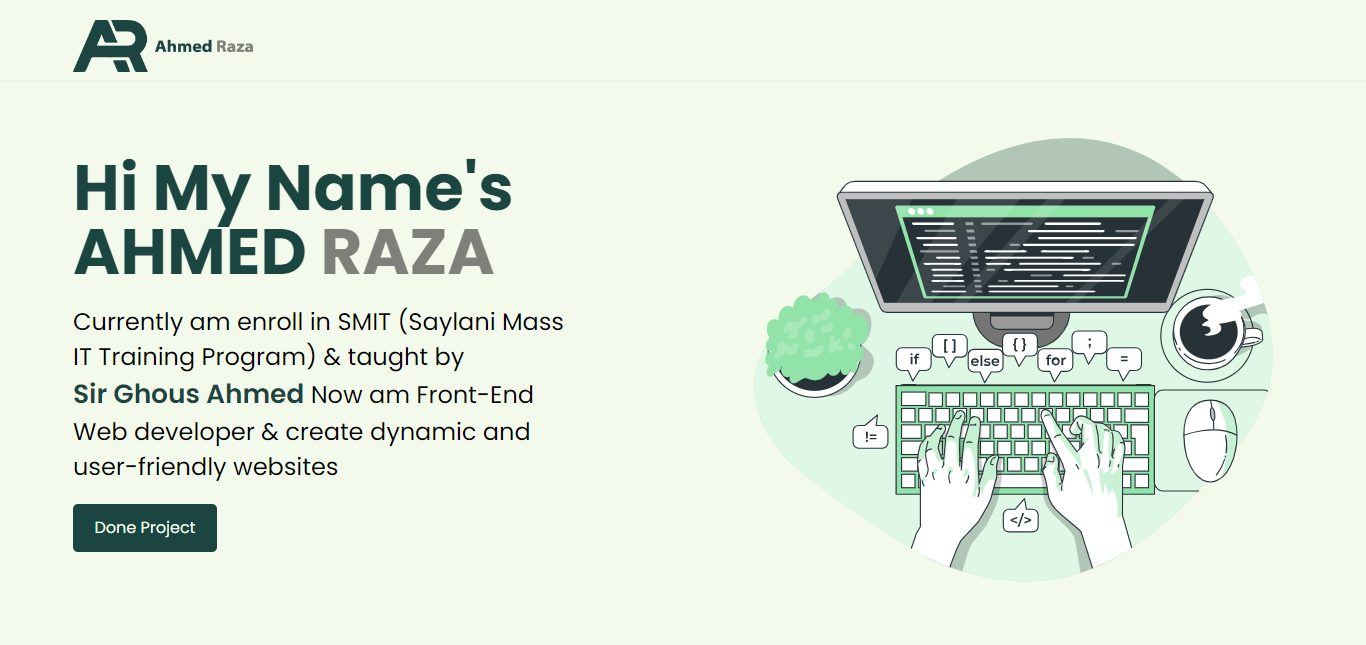 AR Ahmed Raza
Hi My Name's
AHMED RAZA
Currently am enroll in SMIT (Saylani Mass
IT Training Program) & taught by
Sir Ghous Ahmed Now am Front-End
Web developer & create dynamic and
user-friendly websites
Done Project
if [ ] else { } for ; =
!=
</>